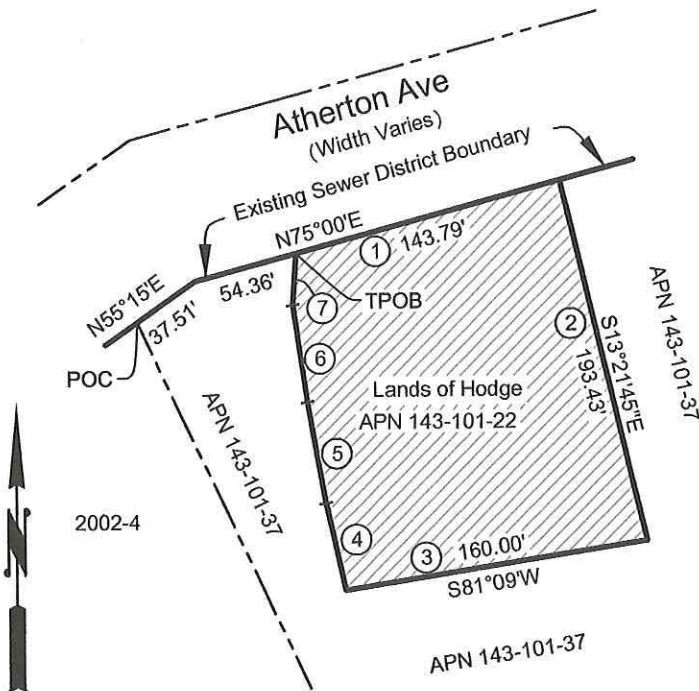 Atherton Ave
(Width Varies)
Existing Sewer District Boundary
N75°00'E
1 143.79'
54.36'
N55°15'E
37.51'
TPOB
7
POC
2
S13°21'45"E
193.43'
APN 143-101-37
6
Lands of Hodge
APN 143-101-22
APN 143-101-37
5
N
2002-4
4
3 160.00'
S81°09'W
APN 143-101-37